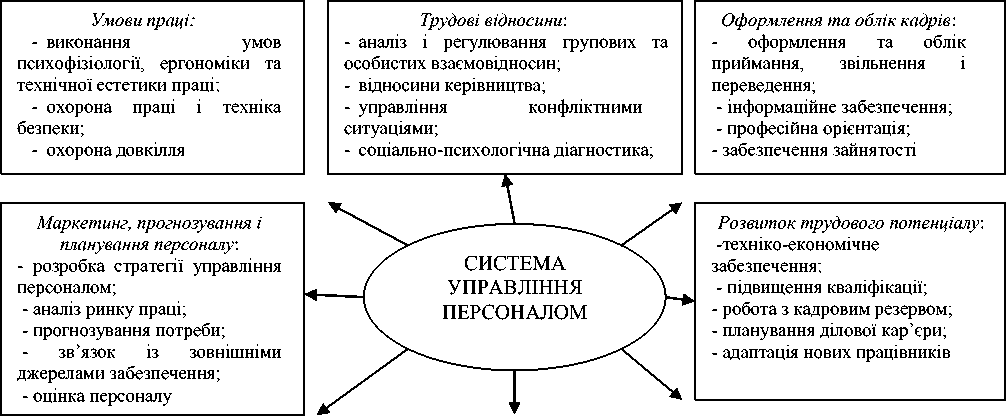 Умови праці:
- виконання умов
психофізіології, ергономіки та
технічної естетики праці;
- охорона праці і техніка
безпеки;
- охорона довкілля
Трудові відносини:
- аналіз і регулювання групових та
особистих взаємовідносин;
- відносини керівництва;
- управління конфліктними
ситуаціями;
- соціально-психологічна діагностика;
Оформлення та облік кадрів:
- оформлення та облік
приймання, звільнення і
переведення;
- інформаційне забезпечення;
- професійна орієнтація;
- забезпечення зайнятості
Маркетинг, прогнозування і
планування персоналу:
- розробка стратегії управління
персоналом;
- аналіз ринку праці;
- прогнозування потреби;
- зв’язок із зовнішніми
джерелами забезпечення;
- оцінка персоналу
СИСТЕМА
УПРАВЛІННЯ
ПЕРСОНАЛОМ
Розвиток трудового потенціалу:
-техніко-економічне
забезпечення;
- підвищення кваліфікації;
- робота з кадровим резервом;
- планування ділової кар’єри;
- адаптація нових працівників